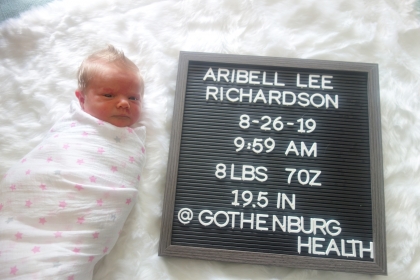 ARIBELL LEE
RICHARDSON
8-26-19
9:59 AM
8 LBS 7OZ
19.5 IN
@ GOTHENBURG
HEALTH